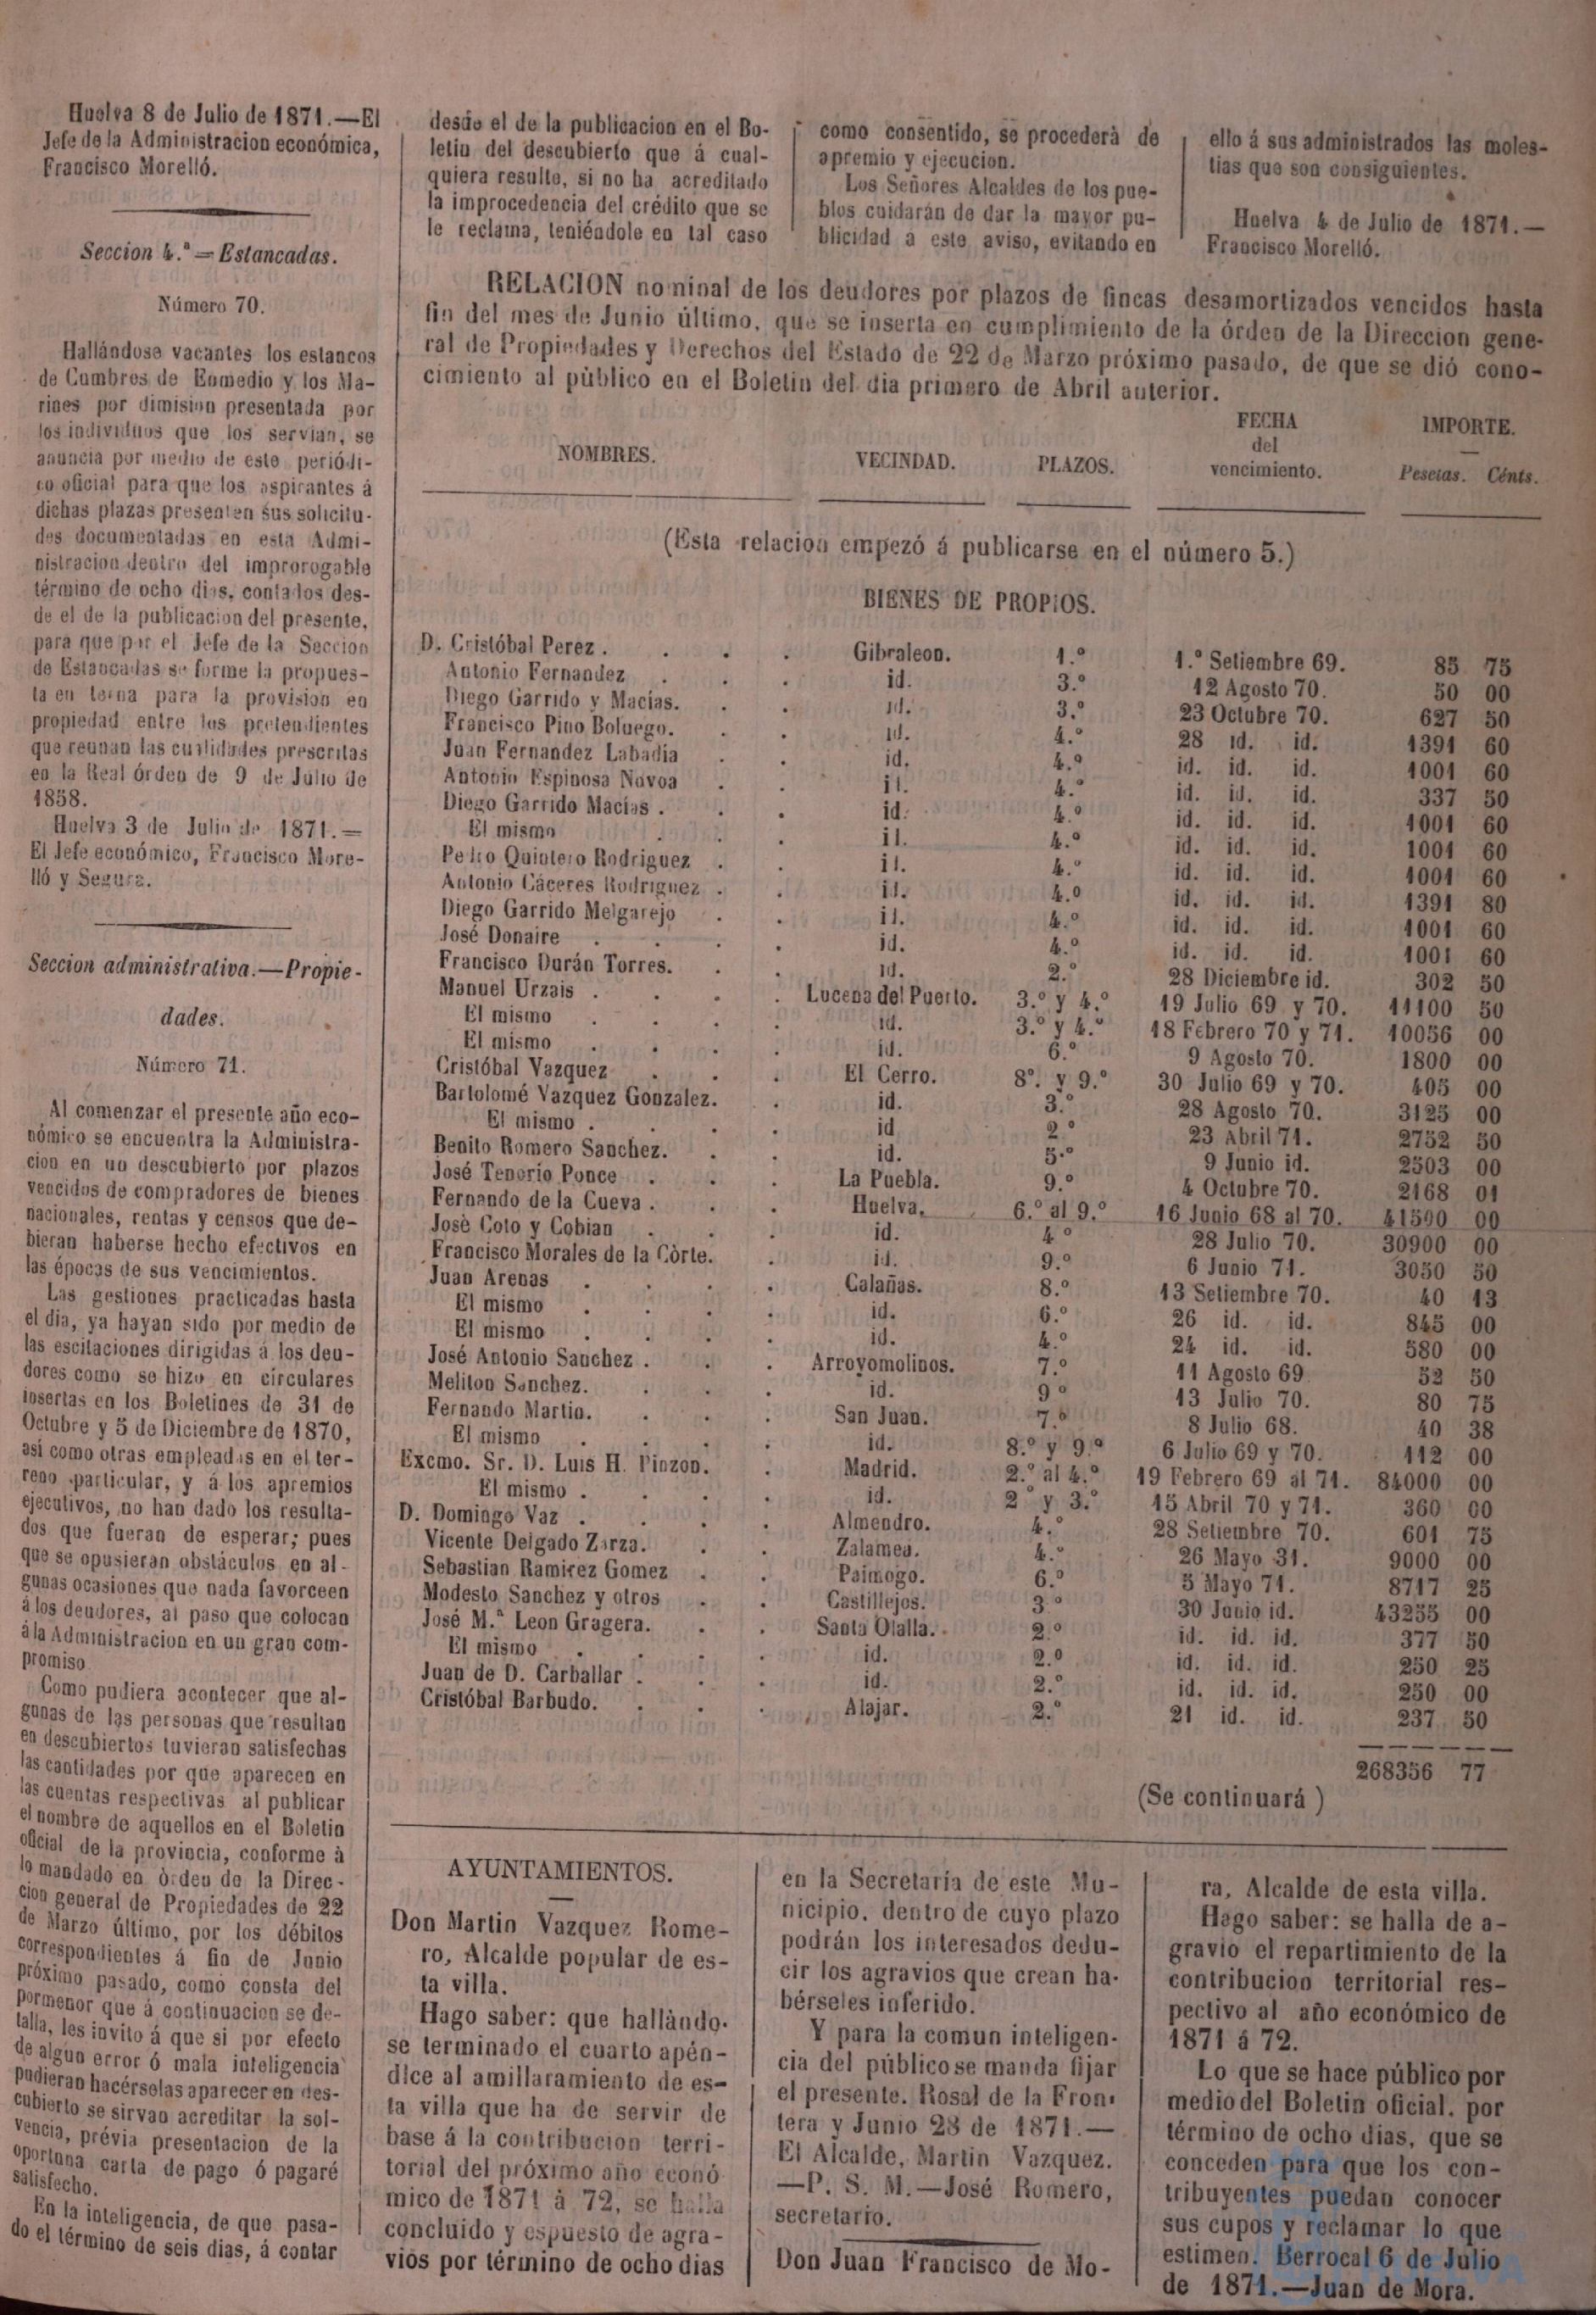 Huelva 8 de Julio de 1871.—El
Jefe de la Administracion económica,
Francisco Morelló.
Seccion 4.ª — Estancadas.
Número 70.
Hallándose vacantes los estancos
de Cumbres de Enmedio y los Ma-
rines por dimision presentada por
los individuos que los servian, se
anuncia por medio de este periódi-
co oficial para que los aspirantes á
dichas plazas presenten sus solicitu-
des documentadas en esta Admi-
nistracion dentro del improrogable
término de ocho dias, contados des-
de el de la publicacion del presente,
para que por el Jefe de la Seccion
de Estancadas se forme la propues-
ta en terna para la provision en
propiedad entre los pretendientes
que reunan las cualidades prescritas
en la Real órden de 9 de Julio de
1858.
Huelva 3 de Julio de 1871.—
El Jefe económico, Francisco More-
lló y Segura.
Seccion administrativa.—Propie-
dades.
Número 71.
Al comenzar el presente año eco-
nómico se encuentra la Administra-
cion en un descubierto por plazos
vencidos de compradores de bienes
nacionales, rentas y censos que de-
bieran haberse hecho efectivos en
las épocas de sus vencimientos.
Las gestiones practicadas hasta
el dia, ya hayan sido por medio de
las escitaciones dirigidas á los deu-
dores como se hizo en circulares
insertas en los Boletines de 31 de
Octubre y 5 de Diciembre de 1870,
asi como otras empleadas en el ter-
reno particular, y á los apremios
ejecutivos, no han dado los resulta-
dos que fueran de esperar; pues
que se opusieran obstáculos en al-
gunas ocasiones que nada favorceen
á los deudores, al paso que colocan
á la Administracion en un gran com-
promiso
Como pudiera acontecer que al-
gunas de las personas que resultan
en descubiertos tuvieran satisfechas
las cantidades por que aparecen en
las cuentas respectivas al publicar
el nombre de aquellos en el Boletin
oficial de la provincia, conforme à
lo mandado en òrden de la Direc-
cion general de Propiedades de 22
de Marzo último, por los débitos
correspondientes á fin de Junio
próximo pasado, como consta del
pormenor que á continuacion se de-
talla, les invito á que si por efecto
de algun error ó mala inteligencia
pudieran hacérselas aparecer en des-
cubierto se sirvan acreditar la sol-
vencia, prévia presentacion de la
oportuna carta de pago ó pagaré
satisfecho.
En la inteligencia, de que pasa-
do el término de seis dias, á contar
desde el de la publicacion en el Bo-
letin del descubierto que á cual-
quiera resulte, si no ha acreditado
la improcedencia del crédito que se
le reclama, teniéndole en tal caso
como consentido, se procederà de
apremio y ejecucion.
Los Señores Alcaldes de los pue-
blos cuidarán de dar la mayor pu-
blicidad á este aviso, evitando en
ello á sus administrados las moles-
tias que son consiguientes.
Huelva 4 de Julio de 1871.—
Francisco Morelló.
RELACION nominal de los deudores por plazos de fincas desamortizados vencidos hasta
fin del mes de Junio último, que se inserta en cumplimiento de la órden de la Direccion gene-
ral de Propiedades y Derechos del Estado de 22 de Marzo próximo pasado, de que se dió cono-
cimiento al pùblico en el Boletin del dia primero de Abril anterior.
NOMBRES. VECINDAD. PLAZOS. FECHA del vencimiento. IMPORTE. — Pesetas. Cénts.
(Esta relacion empezó á publicarse en el número 5.)
BIENES DE PROPIOS.
D. Cristóbal Perez . . . . Gibraleon. 1.º 1.º Setiembre 69. 85 75
Antonio Fernandez . . . id. 3.º 12 Agosto 70. 50 00
Diego Garrido y Macías. . . id. 3.º 23 Octubre 70. 627 50
Francisco Pino Boluego. . . id. 4.º 28 id. id. 1391 60
Juan Fernandez Labadía . . id. 4.º id. id. id. 1001 60
Antonio Espinosa Novoa . . id. 4.º id. id. id. 337 50
Diego Garrido Macías . . . id. 4.º id. id. id. 1001 60
El mismo . . . id. 4.º id. id. id. 1001 60
Pedro Quintero Rodriguez . . id. 4.º id. id. id. 1001 60
Antonio Cáceres Rodriguez . . id. 4.º id. id. id. 1391 80
Diego Garrido Melgarejo . . id. 4.º id. id. id. 1001 60
José Donaire . . . id. 4.º id. id. id. 1001 60
Francisco Durán Torres. . . id. 2.º 28 Diciembre id. 302 50
Manuel Urzais . . . . Lucena del Puerto. 3.º y 4.º 19 Julio 69 y 70. 11100 50
El mismo . . . . id. 3.º y 4.º 18 Febrero 70 y 71. 10056 00
El mismo . . . . id. 6.º 9 Agosto 70. 1800 00
Cristóbal Vazquez . . . El Cerro. 8º. y 9.º 30 Julio 69 y 70. 405 00
Bartolomé Vazquez Gonzalez. . id. 3.º 28 Agosto 70. 3125 00
El mismo . . . id 2.º 23 Abril 71. 2752 50
Benito Romero Sanchez. . . id. 5.º 9 Junio id. 2503 00
José Tenorio Ponce . . . La Puebla. 9.º 4 Octubre 70. 2168 01
Fernando de la Cueva . . . Huelva. 6.º al 9.º 16 Junio 68 al 70. 41500 00
Josè Coto y Cobian . . . id. 4º 28 Julio 70. 30900 00
Francisco Morales de la Còrte. . id. 9.º 6 Junio 71. 3050 50
Juan Arenas . . . . Calañas. 8.º 13 Setiembre 70. 40 13
El mismo . . . . id. 6.º 26 id. id. 845 00
El mismo . . . . id. 4.º 24 id. id. 580 00
José Antonio Sanchez . . . Arroyomolinos. 7.º 11 Agosto 69. 52 50
Meliton Sanchez. . . . id. 9º 13 Julio 70. 80 75
Fernando Martin. . . . San Juan. 7.º 8 Julio 68. 40 38
El mismo . . . . id. 8.º y 9.º 6 Julio 69 y 70. 112 00
Excmo. Sr. D. Luis H. Pinzon. . Madrid. 2.º al 4.º 19 Febrero 69 al 71. 84000 00
El mismo . . . . id. 2º y 3.º 15 Abril 70 y 71. 360 00
D. Domingo Vaz . . . . Almendro. 4.º 28 Setiembre 70. 601 75
Vicente Delgado Zarza. . . Zalamea. 4.º 26 Mayo 31. 9000 00
Sebastian Ramirez Gomez . . Paimogo. 6.º 5 Mayo 71. 8717 25
Modesto Sanchez y otros . . Castillejos. 3.º 30 Junio id. 43255 00
José M.ª Leon Gragera. . . Santa Olalla. 2.º id. id. id. 377 50
El mismo . . . id. 2.º id. id. id. 250 25
Juan de D. Carballar . . . id. 2.º id. id. id. 250 00
Cristóbal Barbudo. . . . Alajar. 2.º 21 id. id. 237 50
268356 77
(Se continuará )
AYUNTAMIENTOS.
—
Don Martin Vazquez Rome-
ro, Alcalde popular de es-
ta villa.
Hago saber: que hallàndo-
se terminado el cuarto apén-
dice al amillaramiento de es-
ta villa que ha de servir de
base á la contribucion terri-
torial del próximo año econó
mico de 1871 à 72, se halla
concluido y espuesto de agra-
vios por término de ocho dias
en la Secretaría de este Mu-
nicipio, dentro de cuyo plazo
podrán los interesados dedu-
cir los agravios que crean ha-
bérseles inferido.
Y para la comun inteligen-
cia del público se manda fijar
el presente. Rosal de la Fron-
tera y Junio 28 de 1871.—
El Alcalde, Martin Vazquez.
—P. S. M.—José Romero,
secretario.
Don Juan Francisco de Mo-
ra, Alcalde de esta villa.
Hago saber: se halla de a-
gravio el repartimiento de la
contribucion territorial res-
pectivo al año económico de
1871 á 72.
Lo que se hace público por
medio del Boletin oficial, por
término de ocho dias, que se
conceden para que los con-
tribuyentes puedan conocer
sus cupos y reclamar lo que
estimen. Berrocal 6 de Julio
de 1871.—Juan de Mora.